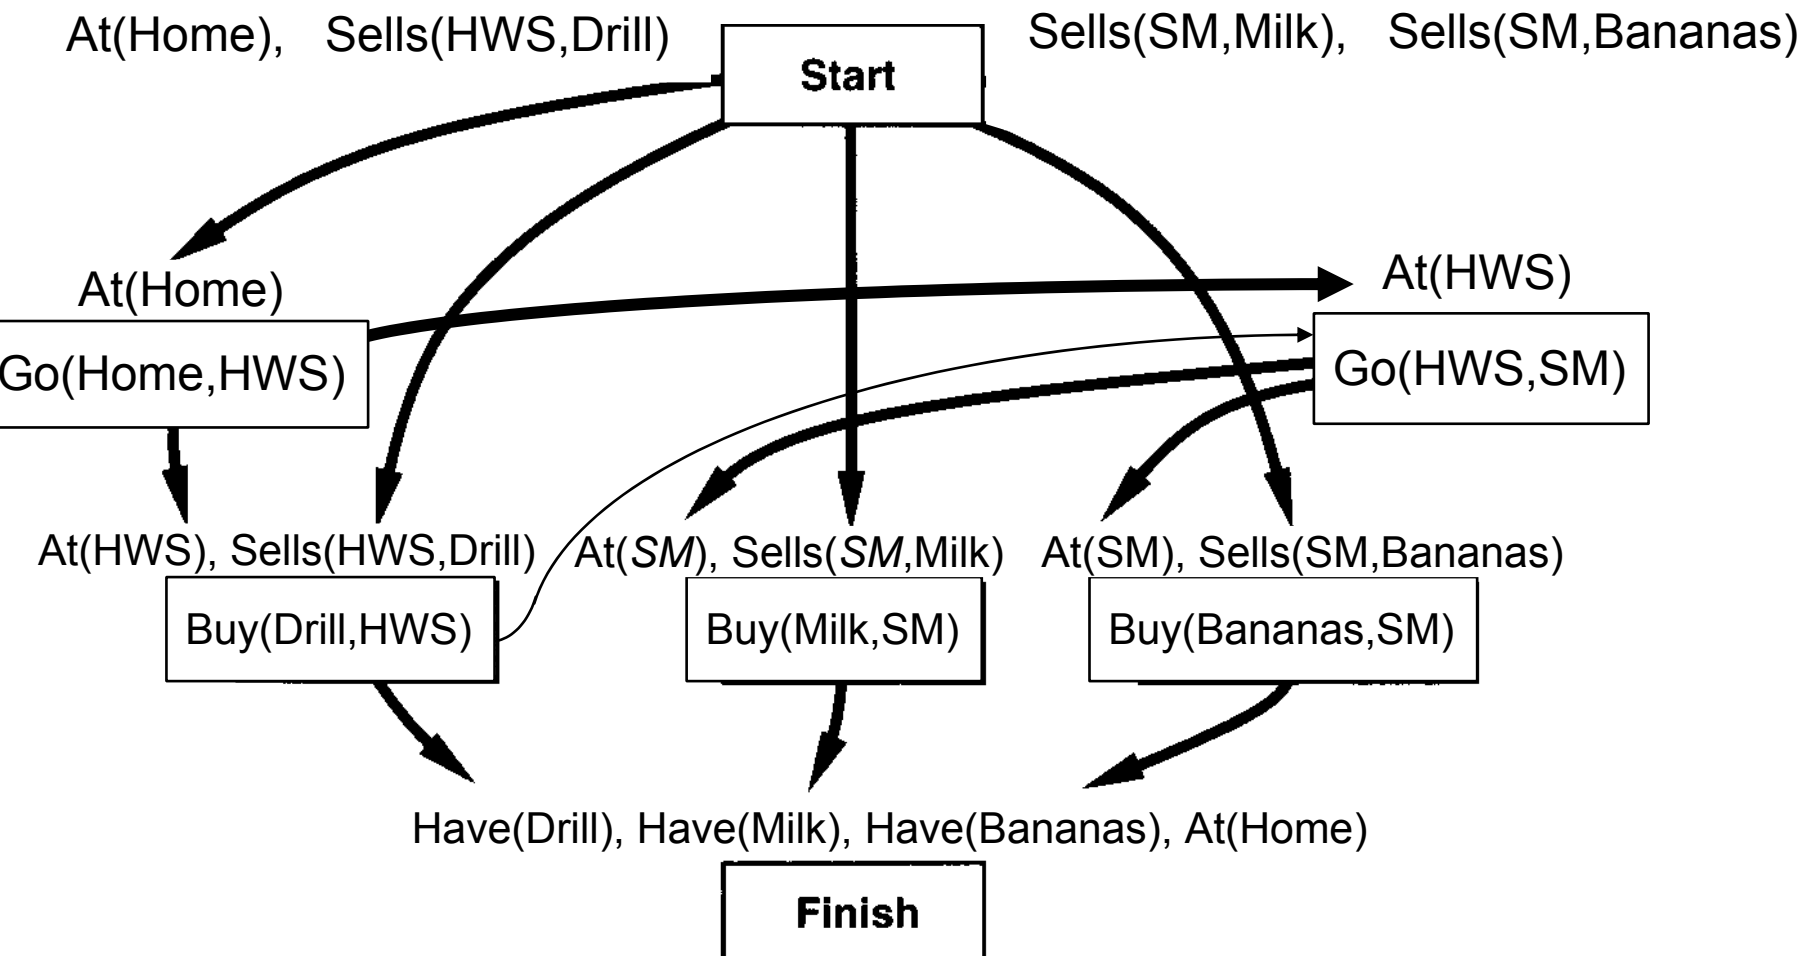 At(Home), Sells(HWS,Drill)
Sells(SM,Milk), Sells(SM,Bananas)
Start
At(Home)
At(HWS)
Go(Home,HWS)
Go(HWS,SM)
At(HWS), Sells(HWS,Drill)
At(SM), Sells(SM,Milk)
At(SM), Sells(SM,Bananas)
Buy(Drill,HWS)
Buy(Milk,SM)
Buy(Bananas,SM)
Have(Drill), Have(Milk), Have(Bananas), At(Home)
Finish